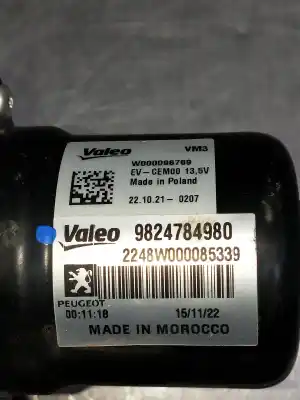 Valeo VM3
W000096769
EV-CEM00 13,5V
Made in Poland
22.10.21- 0207
Valeo 9824784980
2248W000085339
PEUGEOT
00:11:18 15/11/22
MADE IN MOROCCO